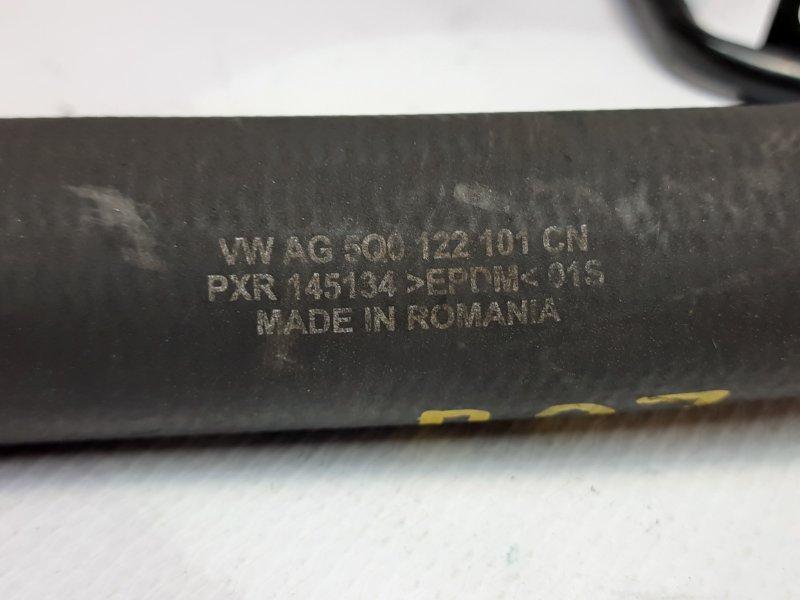 VW AG 5Q0 122 101 CN
PXR 145134 >EPDM< 01S
MADE IN ROMANIA